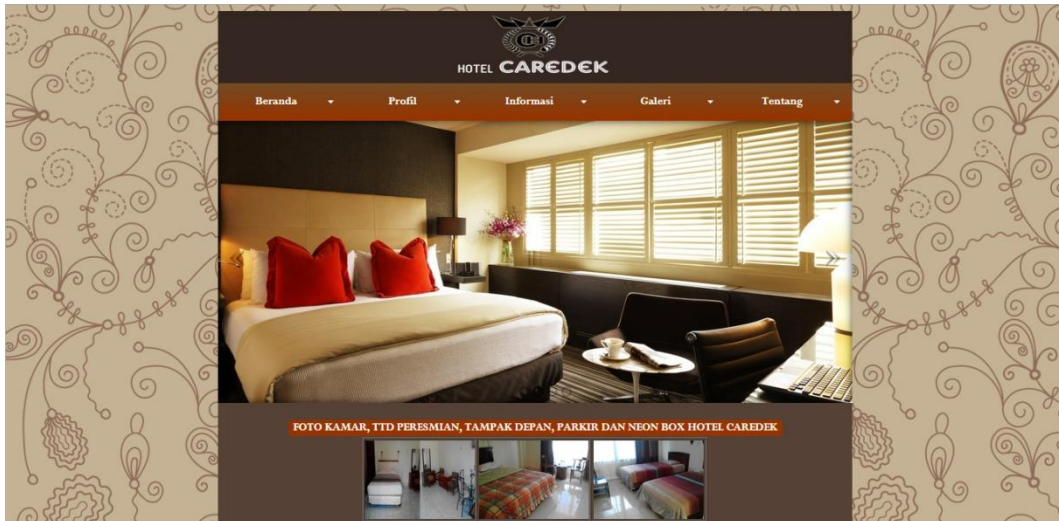 HOTEL CAREDEK
Beranda Profil Informasi Galeri Tentang
FOTO KAMAR, TTD PERESMIAN, TAMPAK DEPAN, PARKIR DAN NEON BOX HOTEL CAREDEK